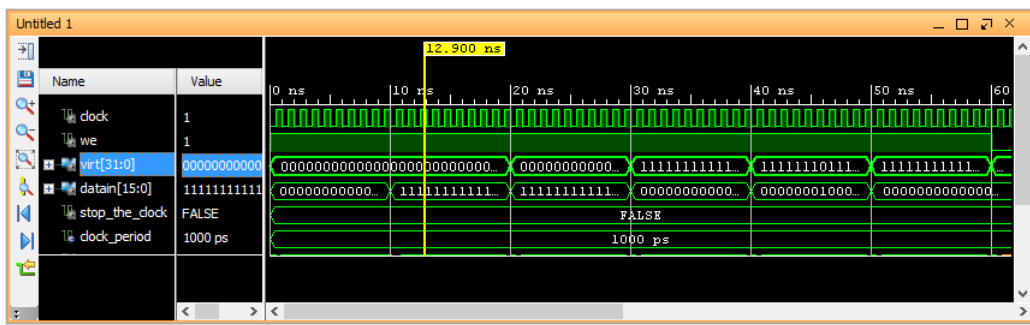 Untitled 1
12.900 ns
Name Value
0 ns 10 ns 20 ns 30 ns 40 ns 50 ns 60
clock 1
we 1
virt[31:0] 00000000000 00000000000000000000000000... 00000000000... 11111111111... 11111110111... 11111111111... ...
datain[15:0] 11111111111 00000000000... 11111111111... 11111111111... 00000000000... 00000001000... 0000000000000...
stop_the_clock FALSE FALSE
clock_period 1000 ps 1000 ps